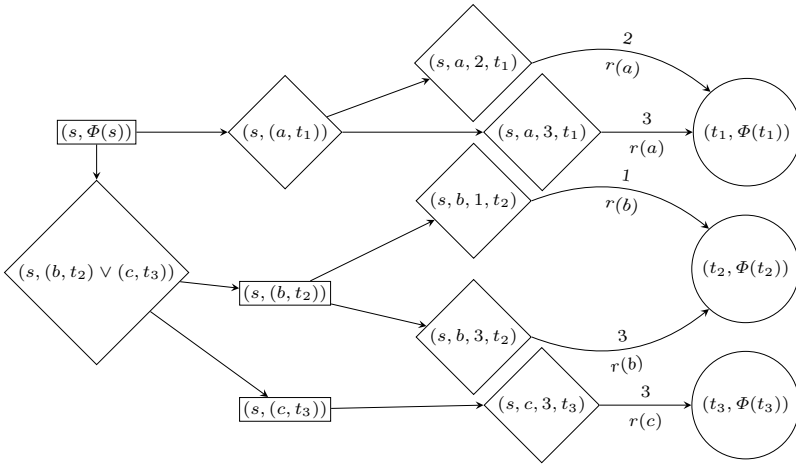 (s, a, 2, t₁)
2
r(a)
(s, Φ(s))
(s, (a, t₁))
(s, a, 3, t₁)
3
r(a)
(t₁, Φ(t₁))
(s, b, 1, t₂)
1
r(b)
(s, (b, t₂) ∨ (c, t₃))
(s, (b, t₂))
(t₂, Φ(t₂))
(s, b, 3, t₂)
3
r(b)
(s, (c, t₃))
(s, c, 3, t₃)
3
r(c)
(t₃, Φ(t₃))